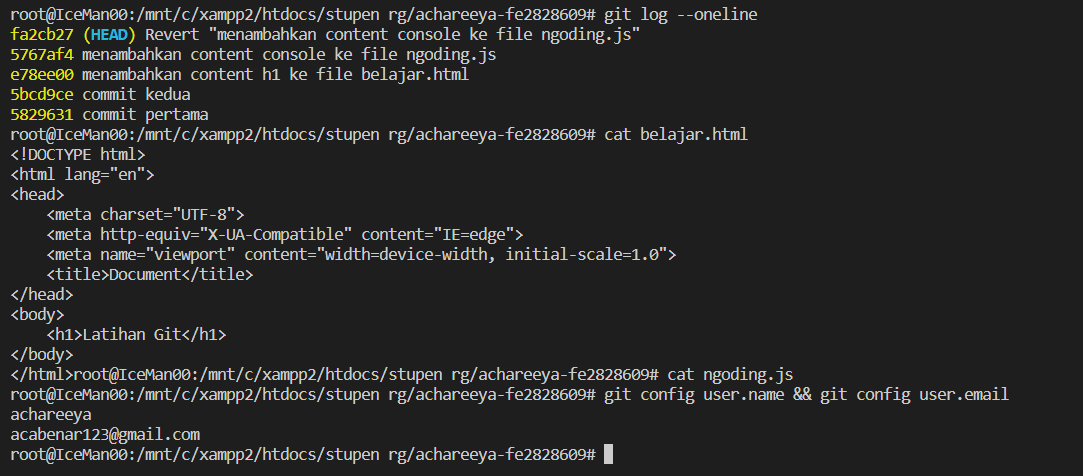 root@IceMan00:/mnt/c/xampp2/htdocs/stupen rg/achareeya-fe2828609# git log --oneline
fa2cb27 (HEAD) Revert "menambahkan content console ke file ngoding.js"
5767af4 menambahkan content console ke file ngoding.js
e78ee00 menambahkan content h1 ke file belajar.html
5bcd9ce commit kedua
5829631 commit pertama
root@IceMan00:/mnt/c/xampp2/htdocs/stupen rg/achareeya-fe2828609# cat belajar.html
<!DOCTYPE html>
<html lang="en">
<head>
    <meta charset="UTF-8">
    <meta http-equiv="X-UA-Compatible" content="IE=edge">
    <meta name="viewport" content="width=device-width, initial-scale=1.0">
    <title>Document</title>
</head>
<body>
    <h1>Latihan Git</h1>
</body>
</html>root@IceMan00:/mnt/c/xampp2/htdocs/stupen rg/achareeya-fe2828609# cat ngoding.js
root@IceMan00:/mnt/c/xampp2/htdocs/stupen rg/achareeya-fe2828609# git config user.name && git config user.email
achareeya
acabenar123@gmail.com
root@IceMan00:/mnt/c/xampp2/htdocs/stupen rg/achareeya-fe2828609#